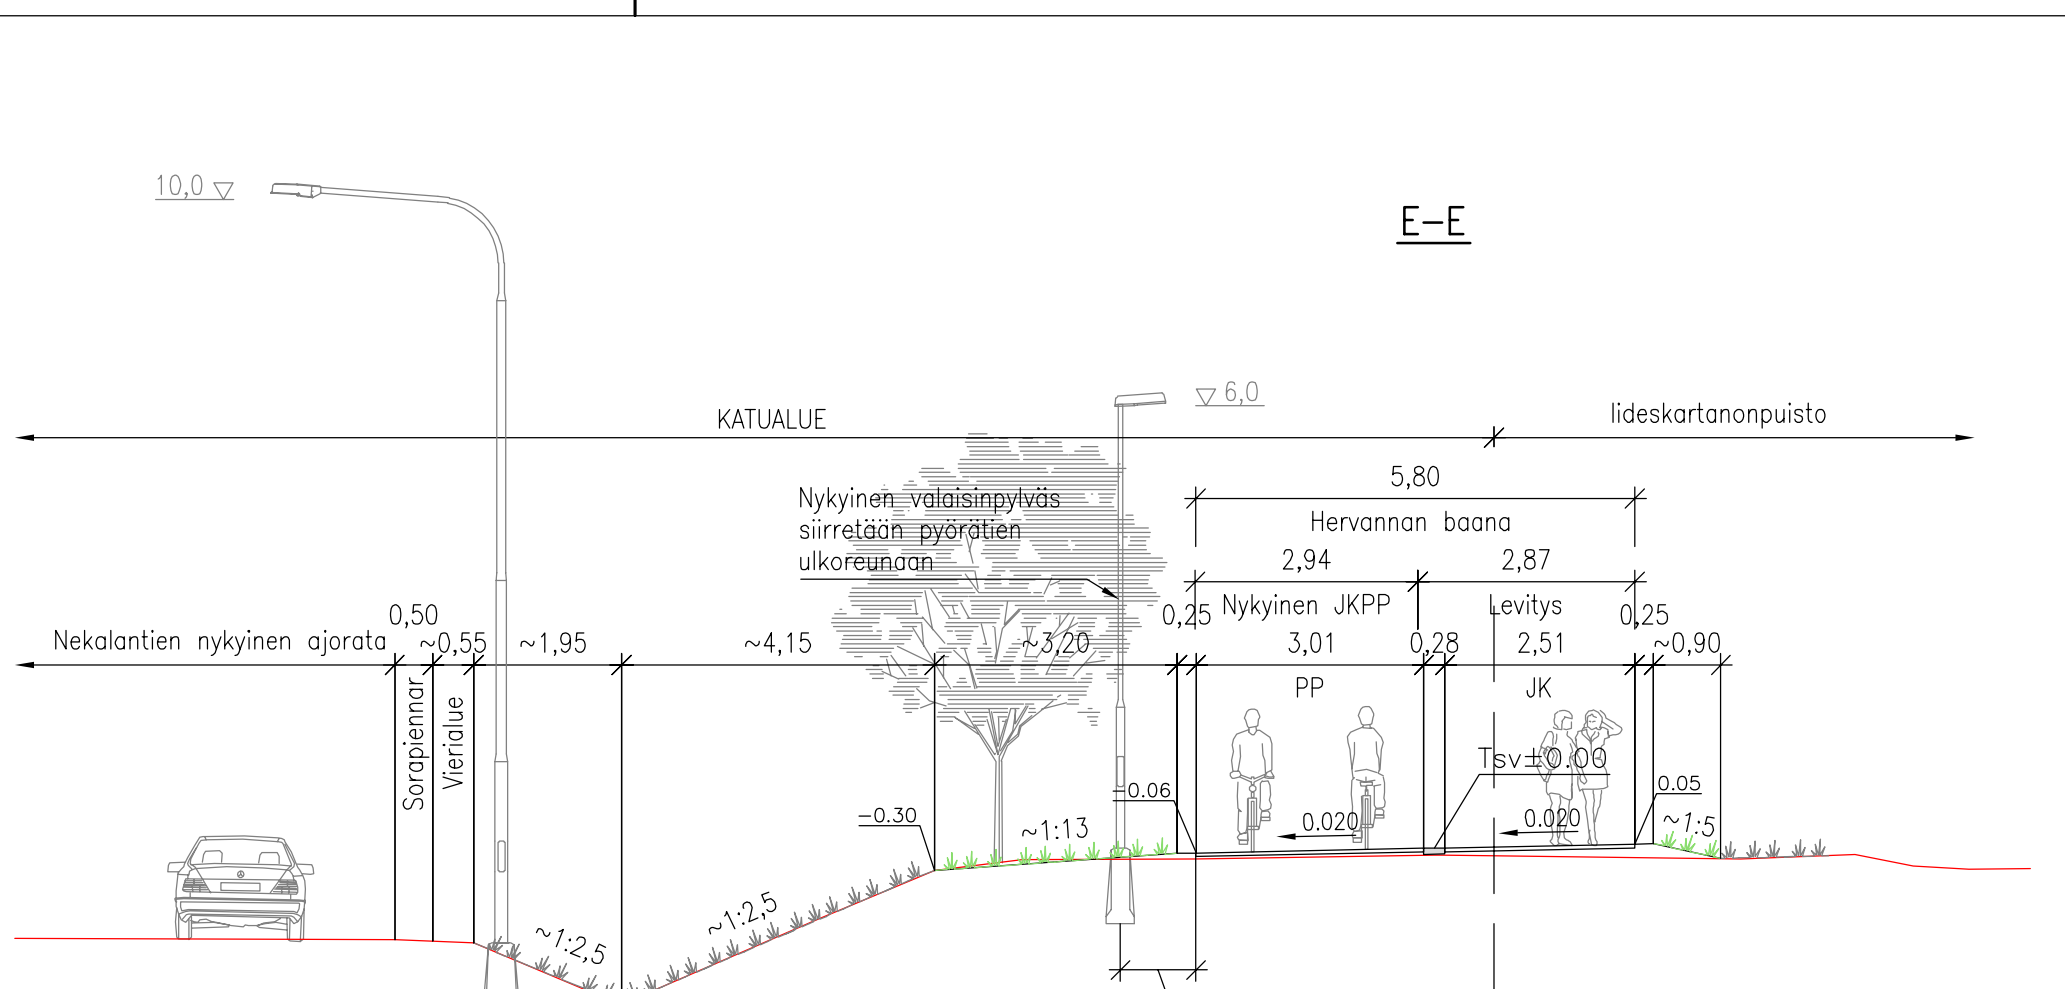 10,0
E-E
6,0
KATUALUE
Iideskartanonpuisto
5,80
Nykyinen valaisinpylväs
siirretään pyörätien
ulkoreunaan
Hervannan baana
2,94
2,87
Nykyinen JKPP
Levitys
0,50
0,25
0,25
Nekalantien nykyinen ajorata
~0,55
~1,95
~4,15
~3,20
3,01
0,28
2,51
~0,90
Sorapiennar
Vierialue
PP
JK
Tsv±0.00
-0.30
-0.06
0.05
~1:13
0.020
0.020
~1:5
~1:2,5
~1:2,5